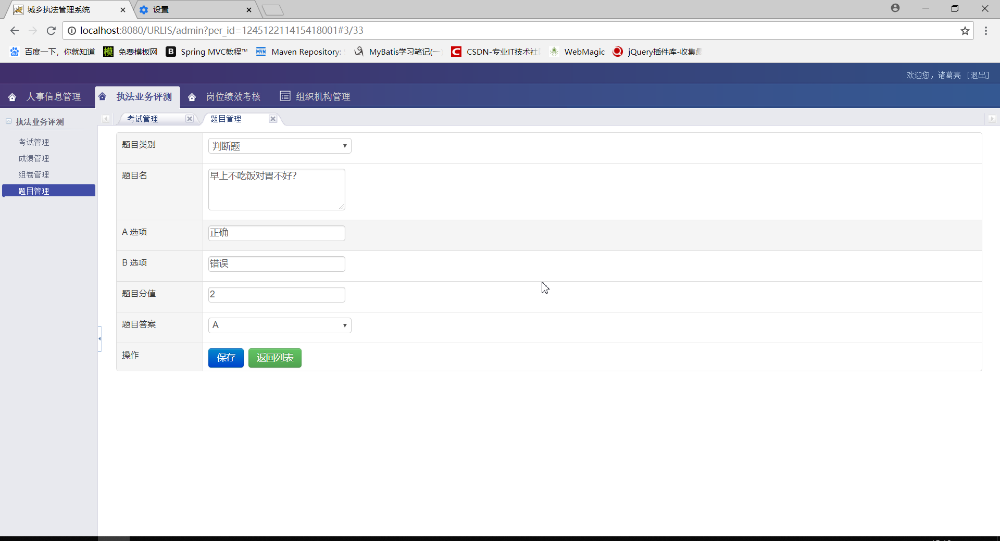 城乡执法管理系统
设置
localhost:8080/URLIS/admin?per_id=124512211415418001#3/33
百度一下，你就知道 免费模板网 Spring MVC教程™ Maven Repository: MyBatis学习笔记(一 CSDN-专业IT技术社 WebMagic jQuery插件库-收集最
欢迎您，诸葛亮 [退出]
人事信息管理 执法业务评测 岗位绩效考核 组织机构管理
执法业务评测
考试管理
成绩管理
组卷管理
题目管理
考试管理 题目管理
题目类别 判断题
题目名 早上不吃饭对胃不好?
A 选项 正确
B 选项 错误
题目分值 2
题目答案 A
操作 保存 返回列表